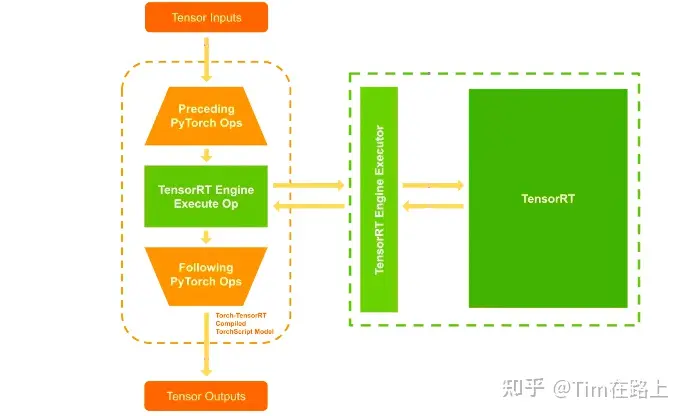 Tensor Inputs
Preceding
PyTorch Ops
TensorRT Engine
Execute Op
Following
PyTorch Ops
Torch-TensorRT
Compiled
TorchScript Model
Tensor Outputs
TensorRT Engine Executor
TensorRT
知乎 @Tim在路上